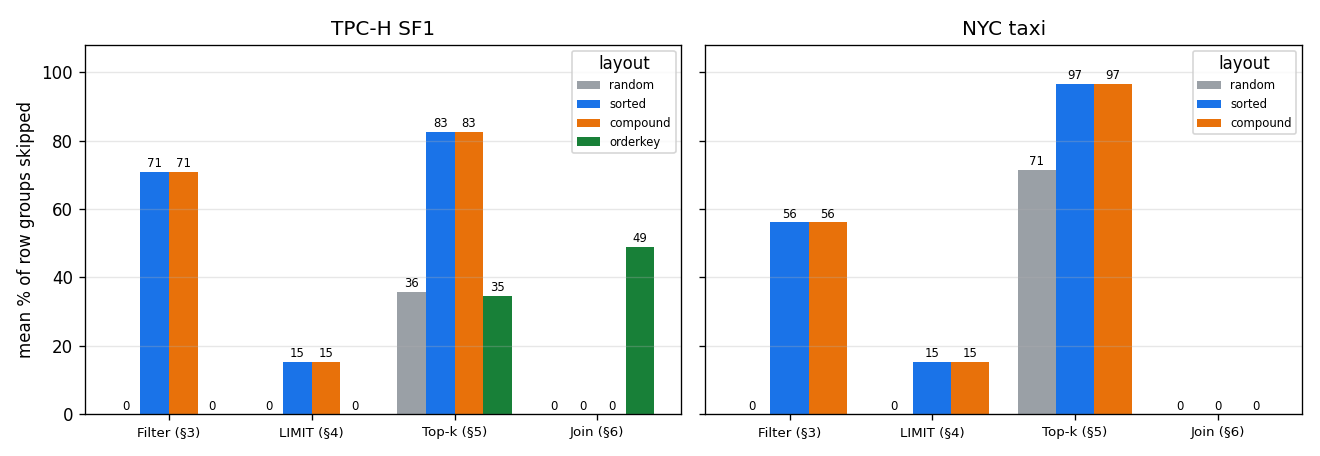 TPC-H SF1
mean % of row groups skipped
100
80
60
40
20
0
layout
random
sorted
compound
orderkey
0 71 71 0
0 15 15 0
36 83 83 35
0 0 0 49
Filter (§3) LIMIT (§4) Top-k (§5) Join (§6)
NYC taxi
layout
random
sorted
compound
0 56 56
0 15 15
71 97 97
0 0 0
Filter (§3) LIMIT (§4) Top-k (§5) Join (§6)